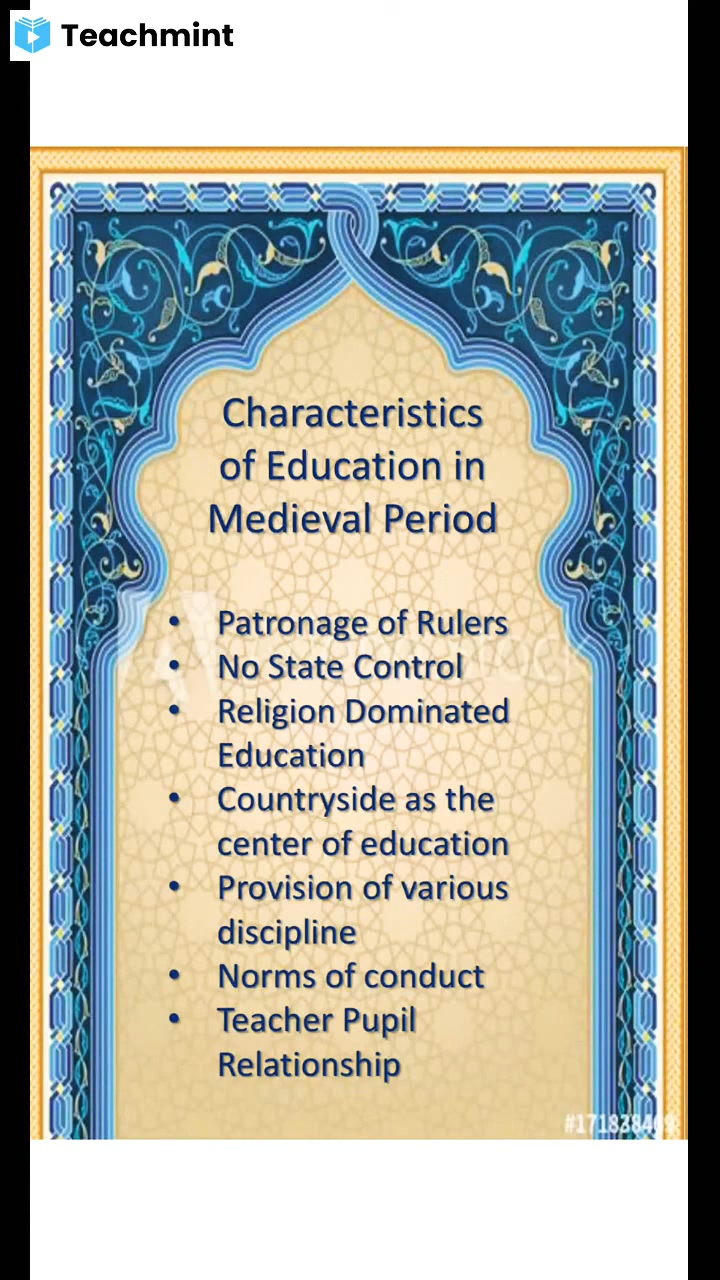 Teachmint
Characteristics
of Education in
Medieval Period
• Patronage of Rulers
• No State Control
• Religion Dominated
Education
• Countryside as the
center of education
• Provision of various
discipline
• Norms of conduct
• Teacher Pupil
Relationship